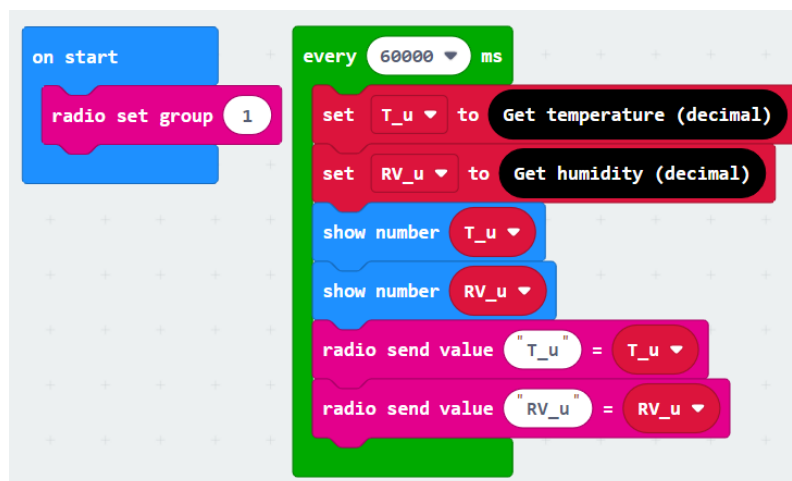 on start
radio set group 1
every 60000 ms
set T_u to Get temperature (decimal)
set RV_u to Get humidity (decimal)
show number T_u
show number RV_u
radio send value "T_u" = T_u
radio send value "RV_u" = RV_u